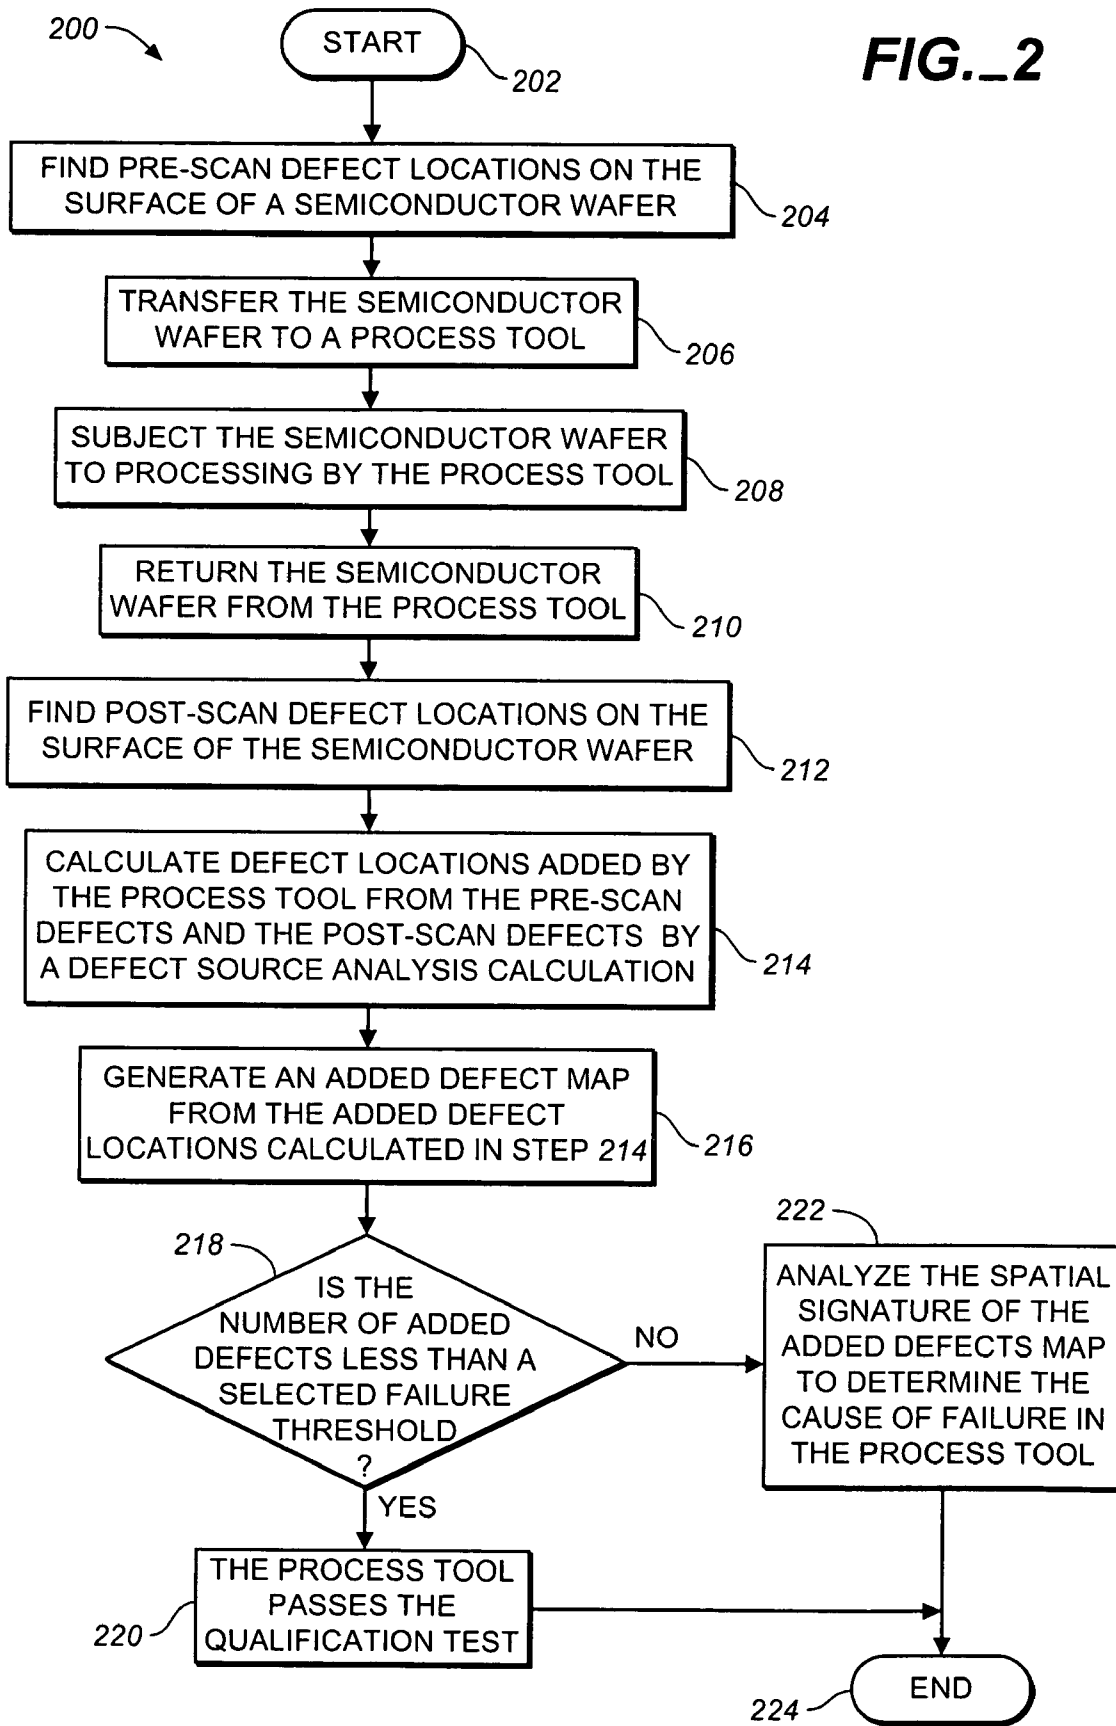 200
START
202
FIG._2
FIND PRE-SCAN DEFECT LOCATIONS ON THE
SURFACE OF A SEMICONDUCTOR WAFER
204
TRANSFER THE SEMICONDUCTOR
WAFER TO A PROCESS TOOL
206
SUBJECT THE SEMICONDUCTOR WAFER
TO PROCESSING BY THE PROCESS TOOL
208
RETURN THE SEMICONDUCTOR
WAFER FROM THE PROCESS TOOL
210
FIND POST-SCAN DEFECT LOCATIONS ON THE
SURFACE OF THE SEMICONDUCTOR WAFER
212
CALCULATE DEFECT LOCATIONS ADDED BY
THE PROCESS TOOL FROM THE PRE-SCAN
DEFECTS AND THE POST-SCAN DEFECTS BY
A DEFECT SOURCE ANALYSIS CALCULATION
214
GENERATE AN ADDED DEFECT MAP
FROM THE ADDED DEFECT
LOCATIONS CALCULATED IN STEP 214
216
218
IS THE
NUMBER OF ADDED
DEFECTS LESS THAN A
SELECTED FAILURE
THRESHOLD
?
NO
YES
222
ANALYZE THE SPATIAL
SIGNATURE OF THE
ADDED DEFECTS MAP
TO DETERMINE THE
CAUSE OF FAILURE IN
THE PROCESS TOOL
THE PROCESS TOOL
PASSES THE
QUALIFICATION TEST
220
END
224